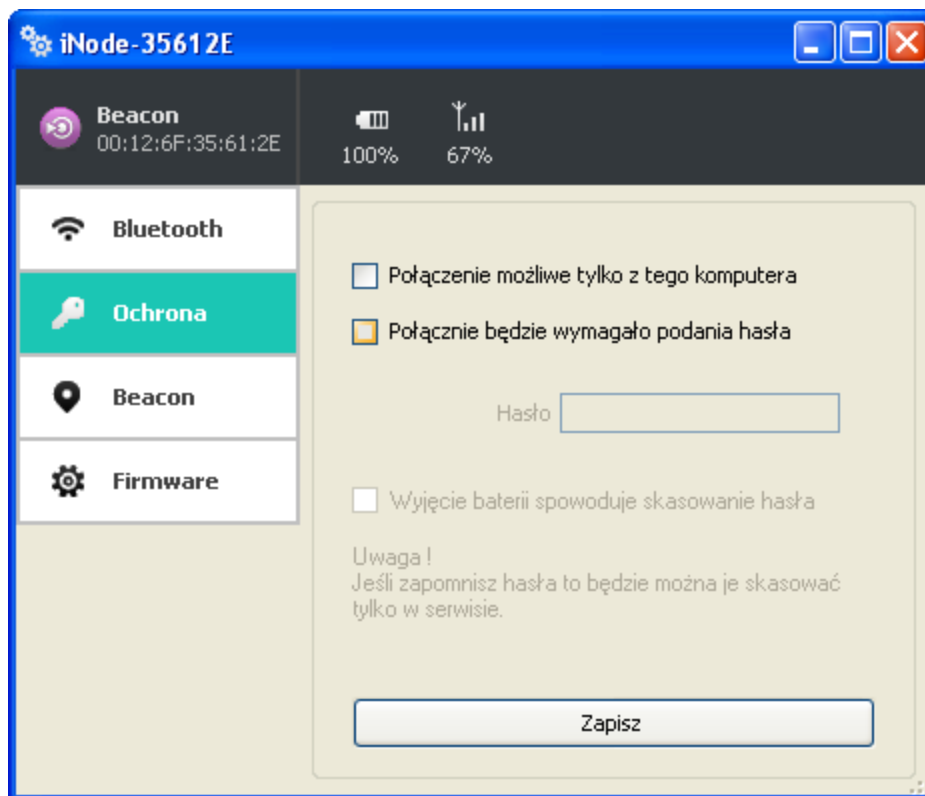 iNode-35612E
Beacon
00:12:6F:35:61:2E
100%
67%
Bluetooth
Ochrona
Beacon
Firmware
Połączenie możliwe tylko z tego komputera
Połącznie będzie wymagało podania hasła
Hasło
Wyjęcie baterii spowoduje skasowanie hasła
Uwaga !
Jeśli zapomnisz hasła to będzie można je skasować
tylko w serwisie.
Zapisz